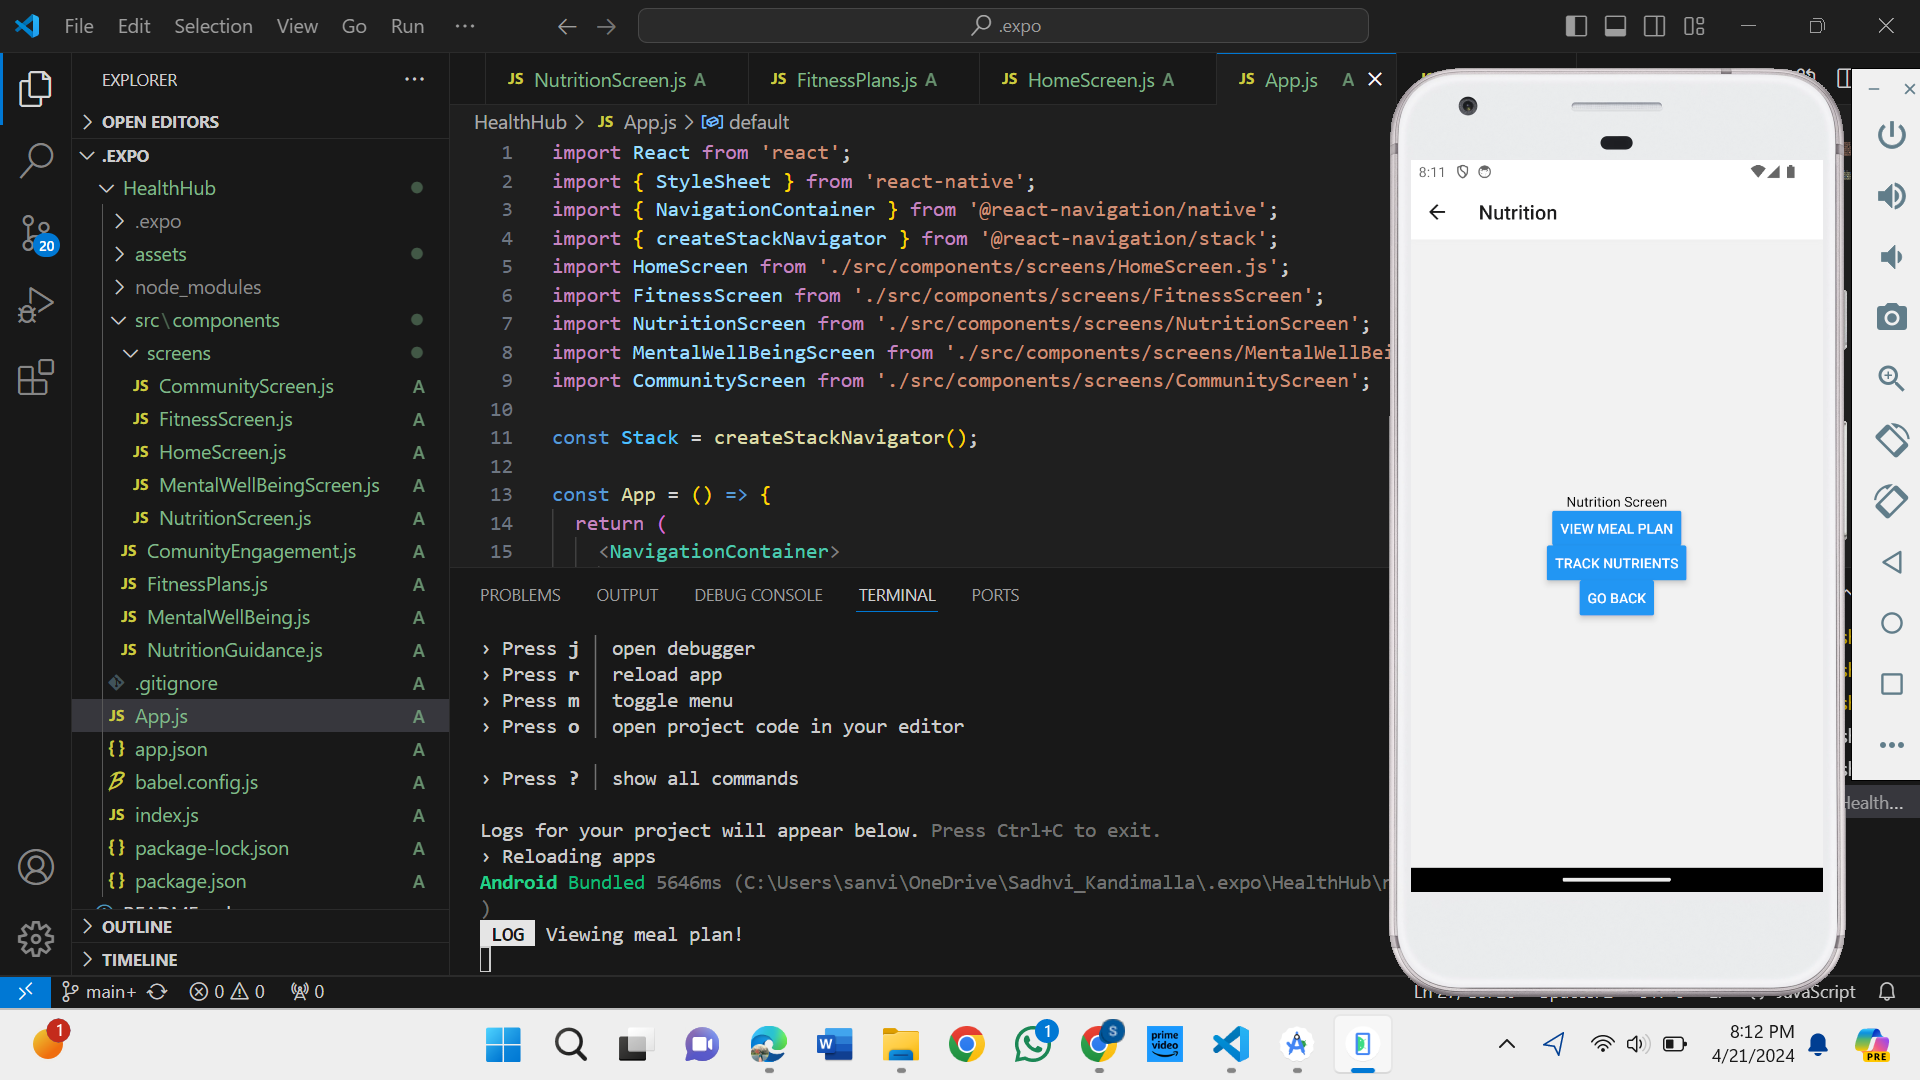 File Edit Selection View Go Run ···
.expo
EXPLORER ···
OPEN EDITORS
.EXPO
HealthHub
.expo
assets
node_modules
src\components
screens
JS CommunityScreen.js A
JS FitnessScreen.js A
JS HomeScreen.js A
JS MentalWellBeingScreen.js A
JS NutritionScreen.js A
JS ComunityEngagement.js A
JS FitnessPlans.js A
JS MentalWellBeing.js A
JS NutritionGuidance.js A
.gitignore A
JS App.js A
{} app.json A
babel.config.js A
JS index.js A
{} package-lock.json A
{} package.json A
OUTLINE
TIMELINE
20
JS NutritionScreen.js A JS FitnessPlans.js A JS HomeScreen.js A JS App.js A
HealthHub > JS App.js > default
1 import React from 'react';
2 import { StyleSheet } from 'react-native';
3 import { NavigationContainer } from '@react-navigation/native';
4 import { createStackNavigator } from '@react-navigation/stack';
5 import HomeScreen from './src/components/screens/HomeScreen.js';
6 import FitnessScreen from './src/components/screens/FitnessScreen';
7 import NutritionScreen from './src/components/screens/NutritionScreen';
8 import MentalWellBeingScreen from './src/components/screens/MentalWellBei
9 import CommunityScreen from './src/components/screens/CommunityScreen';
10
11 const Stack = createStackNavigator();
12
13 const App = () => {
14 return (
15 <NavigationContainer>
PROBLEMS OUTPUT DEBUG CONSOLE TERMINAL PORTS
› Press j │ open debugger
› Press r │ reload app
› Press m │ toggle menu
› Press o │ open project code in your editor
› Press ? │ show all commands
Logs for your project will appear below. Press Ctrl+C to exit.
› Reloading apps
Android Bundled 5646ms (C:\Users\sanvi\OneDrive\Sadhvi_Kandimalla\.expo\HealthHub\
)
LOG Viewing meal plan!
8:11
Nutrition
Nutrition Screen
VIEW MEAL PLAN
TRACK NUTRIENTS
GO BACK
Health...
main+ 0 0 0
JavaScript
1
W
1
S
prime
video
8:12 PM
4/21/2024
PRE